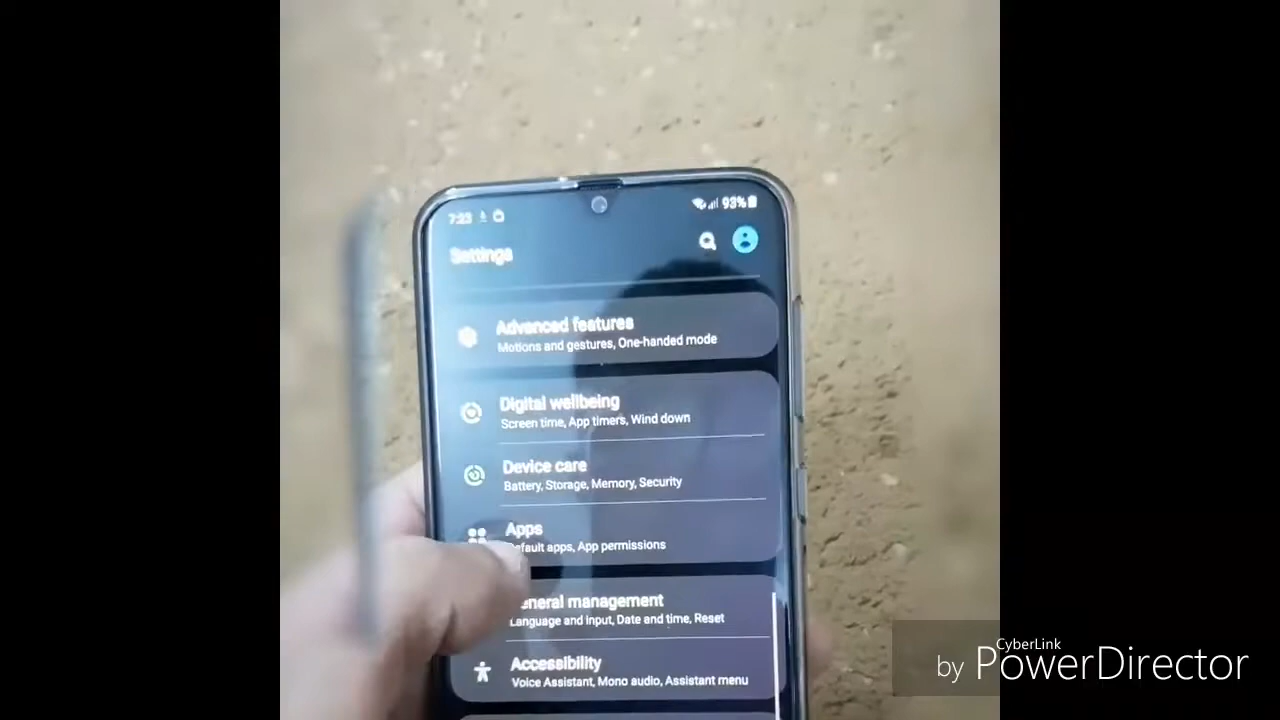 7:23
93%
Settings
Advanced features
Motions and gestures, One-handed mode
Digital wellbeing
Screen time, App timers, Wind down
Device care
Battery, Storage, Memory, Security
Apps
Default apps, App permissions
General management
Language and input, Date and time, Reset
Accessibility
Voice Assistant, Mono audio, Assistant menu
CyberLink
by PowerDirector